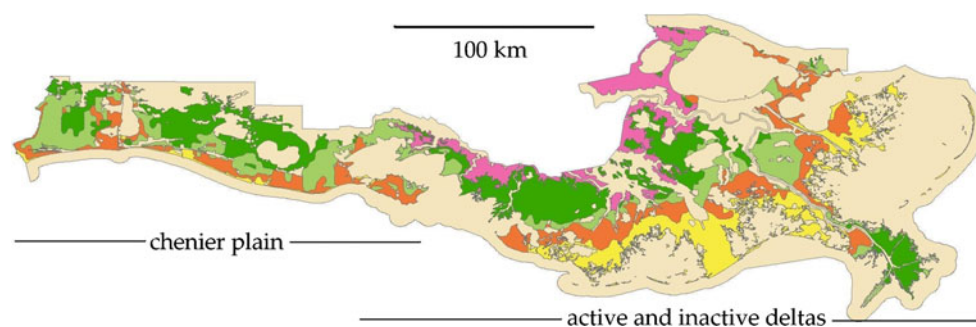 100 km
chenier plain
active and inactive deltas